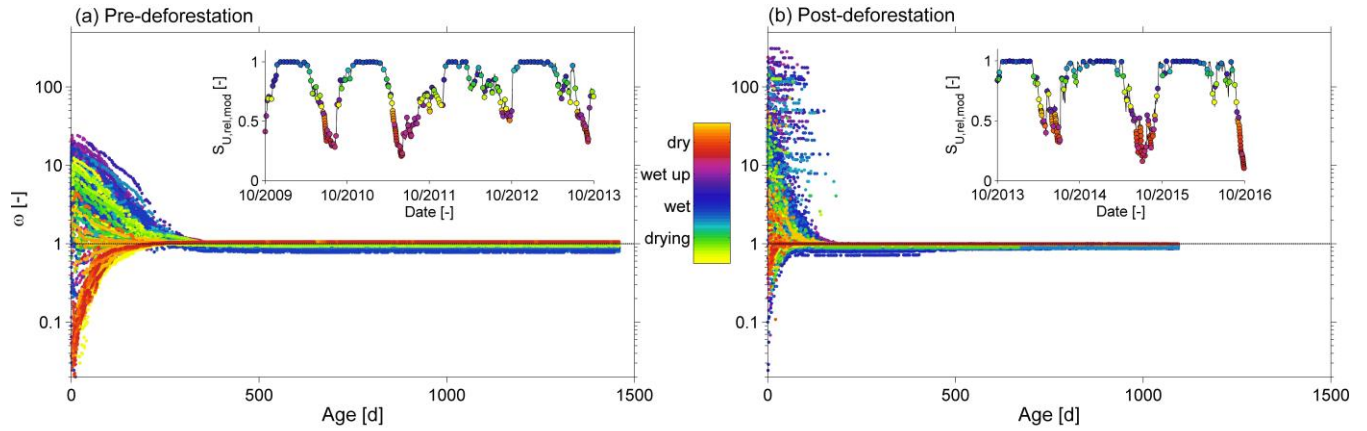 (a) Pre-deforestation
100
10
1
0.1
ω [-]
0
500
1000
1500
Age [d]
1
0.5
0
S_U,rel,mod [-]
10/2009
10/2010
10/2011
10/2012
10/2013
Date [-]
dry
wet up
wet
drying
(b) Post-deforestation
100
10
1
0.1
0
500
1000
1500
Age [d]
1
0.5
0
S_U,rel,mod [-]
10/2013
10/2014
10/2015
10/2016
Date [-]